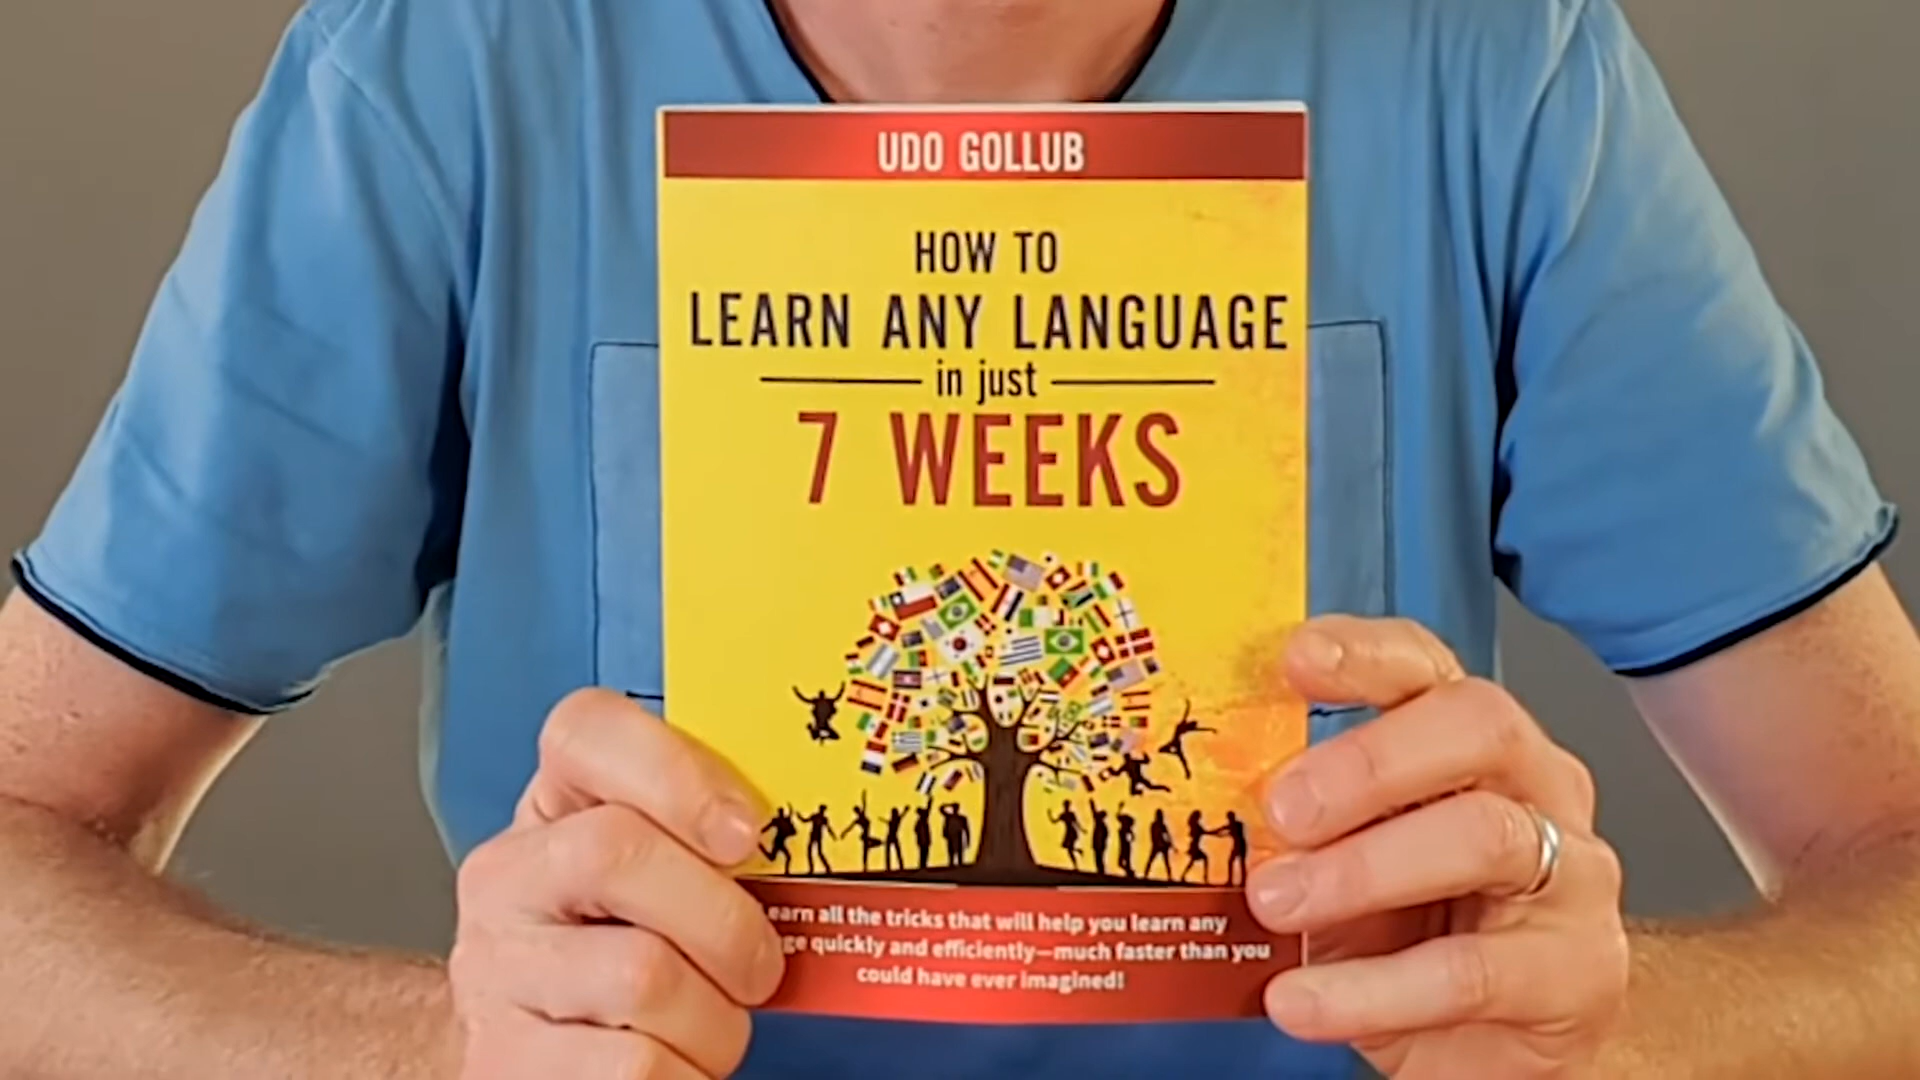 UDO GOLLUB
HOW TO
LEARN ANY LANGUAGE
in just
7 WEEKS
earn all the tricks that will help you learn any
ge quickly and efficiently—much faster than you
could have ever imagined!